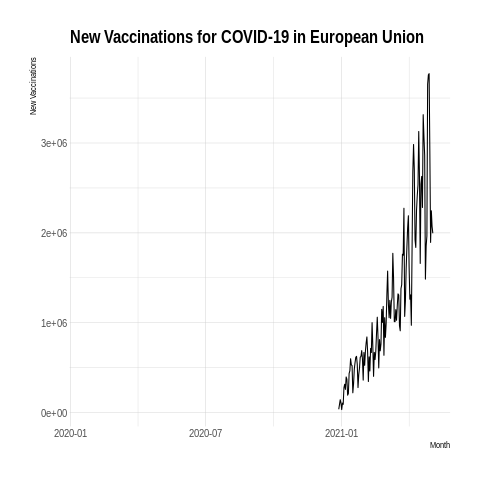 New Vaccinations for COVID-19 in European Union
New Vaccinations
3e+06
2e+06
1e+06
0e+00
2020-01
2020-07
2021-01
Month